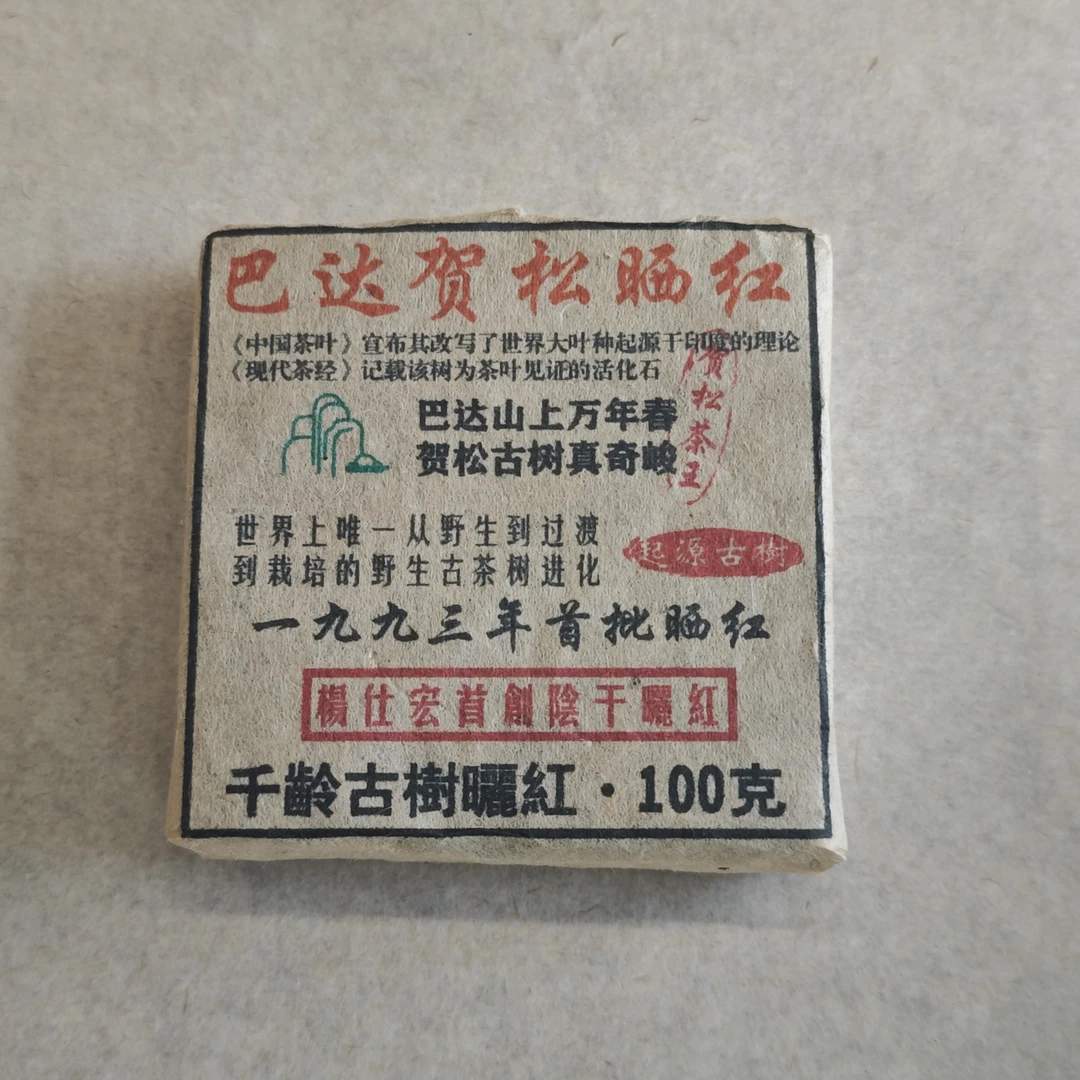 巴达贺松晒红
《中国茶叶》宣布其改写了世界大叶种起源于印度的理论
《现代茶经》记载该树为茶叶见证的活化石
贺松茶王
巴达山上万年春
贺松古树真奇峻
世界上唯一从野生到过渡
到栽培的野生古茶树进化
起源古樹
一九九三年首批晒红
楊仕宏首創陰干曬紅
千齡古樹曬紅·100克